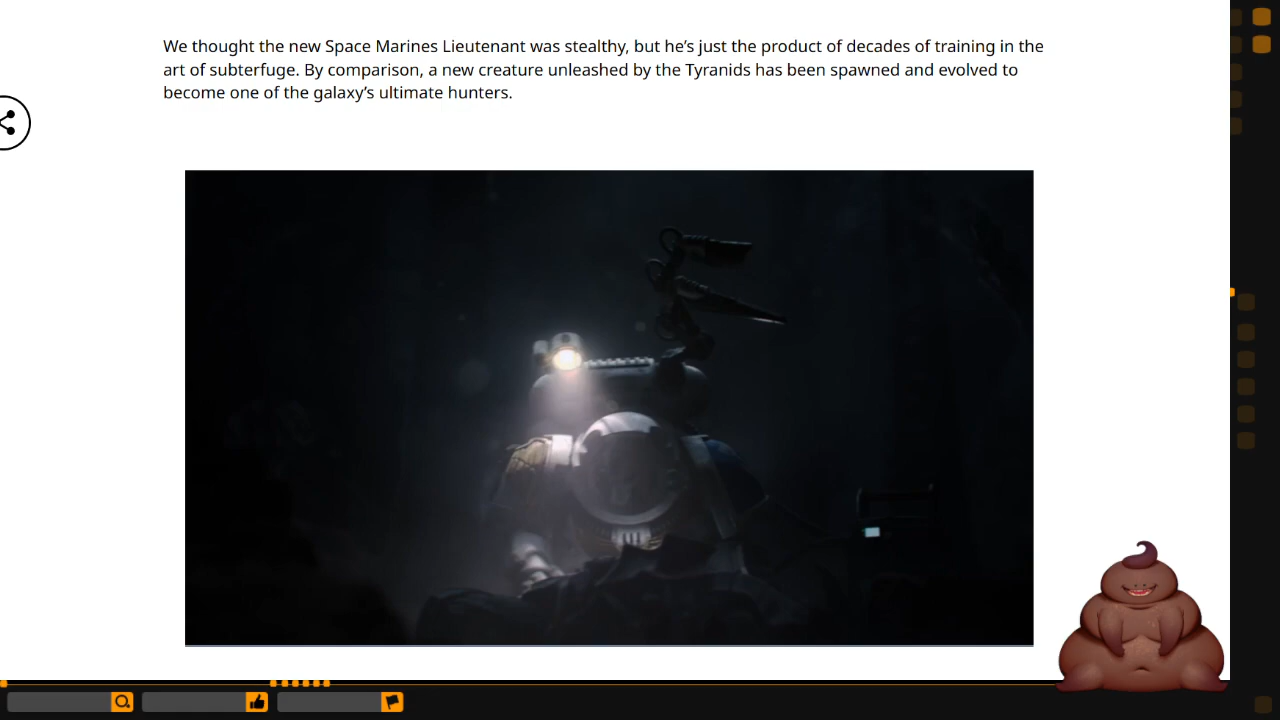 We thought the new Space Marines Lieutenant was stealthy, but he’s just the product of decades of training in the
art of subterfuge. By comparison, a new creature unleashed by the Tyranids has been spawned and evolved to
become one of the galaxy’s ultimate hunters.